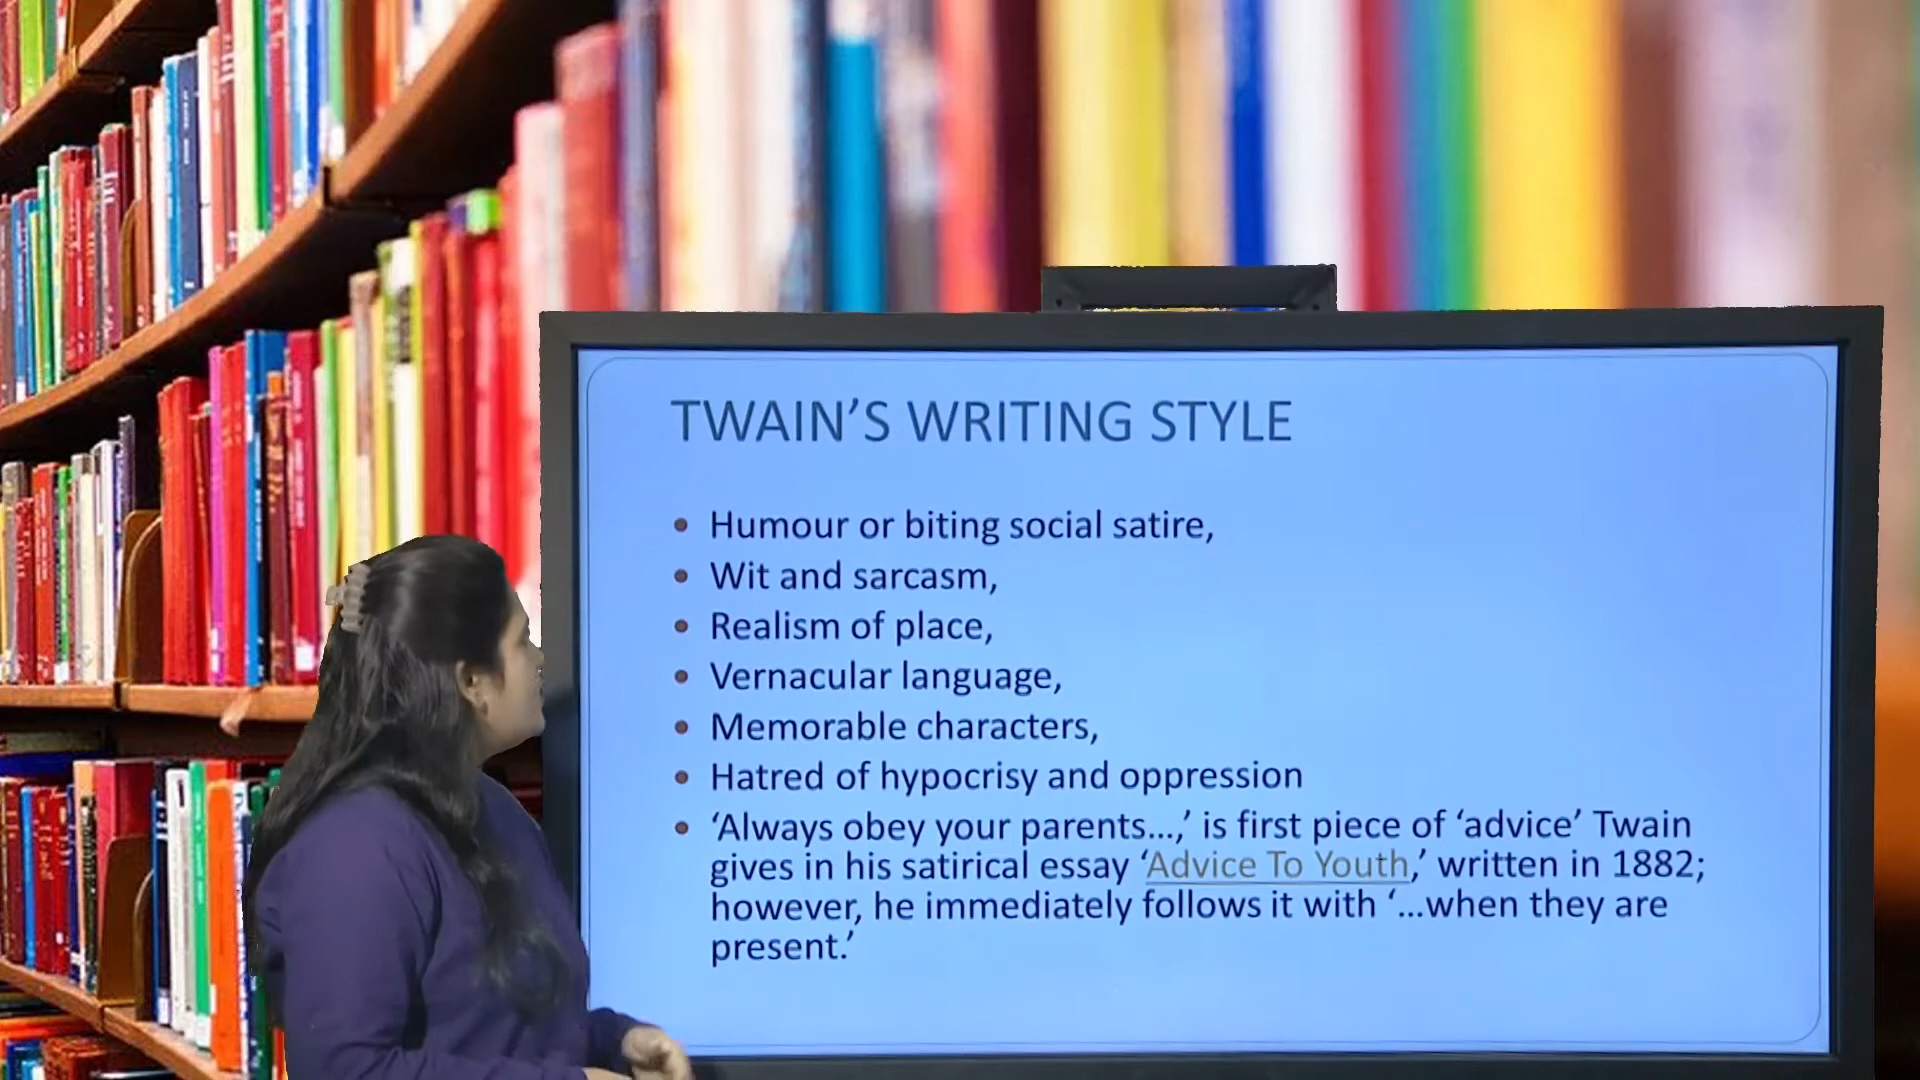 TWAIN’S WRITING STYLE
• Humour or biting social satire,
• Wit and sarcasm,
• Realism of place,
• Vernacular language,
• Memorable characters,
• Hatred of hypocrisy and oppression
• ‘Always obey your parents…,’ is first piece of ‘advice’ Twain
gives in his satirical essay ‘Advice To Youth,’ written in 1882;
however, he immediately follows it with ‘…when they are
present.’